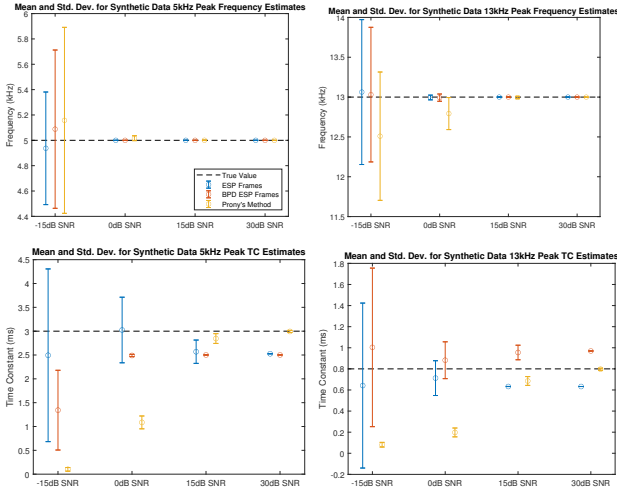 Mean and Std. Dev. for Synthetic Data 5kHz Peak Frequency Estimates
6
5.8
5.6
5.4
5.2
5
4.8
4.6
4.4
Frequency (kHz)
True Value
ESP Frames
BPD ESP Frames
Prony's Method
-15dB SNR 0dB SNR 15dB SNR 30dB SNR
Mean and Std. Dev. for Synthetic Data 13kHz Peak Frequency Estimates
14
13.5
13
12.5
12
11.5
Frequency (kHz)
-15dB SNR 0dB SNR 15dB SNR 30dB SNR
Mean and Std. Dev. for Synthetic Data 5kHz Peak TC Estimates
4.5
4
3.5
3
2.5
2
1.5
1
0.5
0
Time Constant (ms)
-15dB SNR 0dB SNR 15dB SNR 30dB SNR
Mean and Std. Dev. for Synthetic Data 13kHz Peak TC Estimates
1.8
1.6
1.4
1.2
1
0.8
0.6
0.4
0.2
0
-0.2
Time Constant (ms)
-15dB SNR 0dB SNR 15dB SNR 30dB SNR